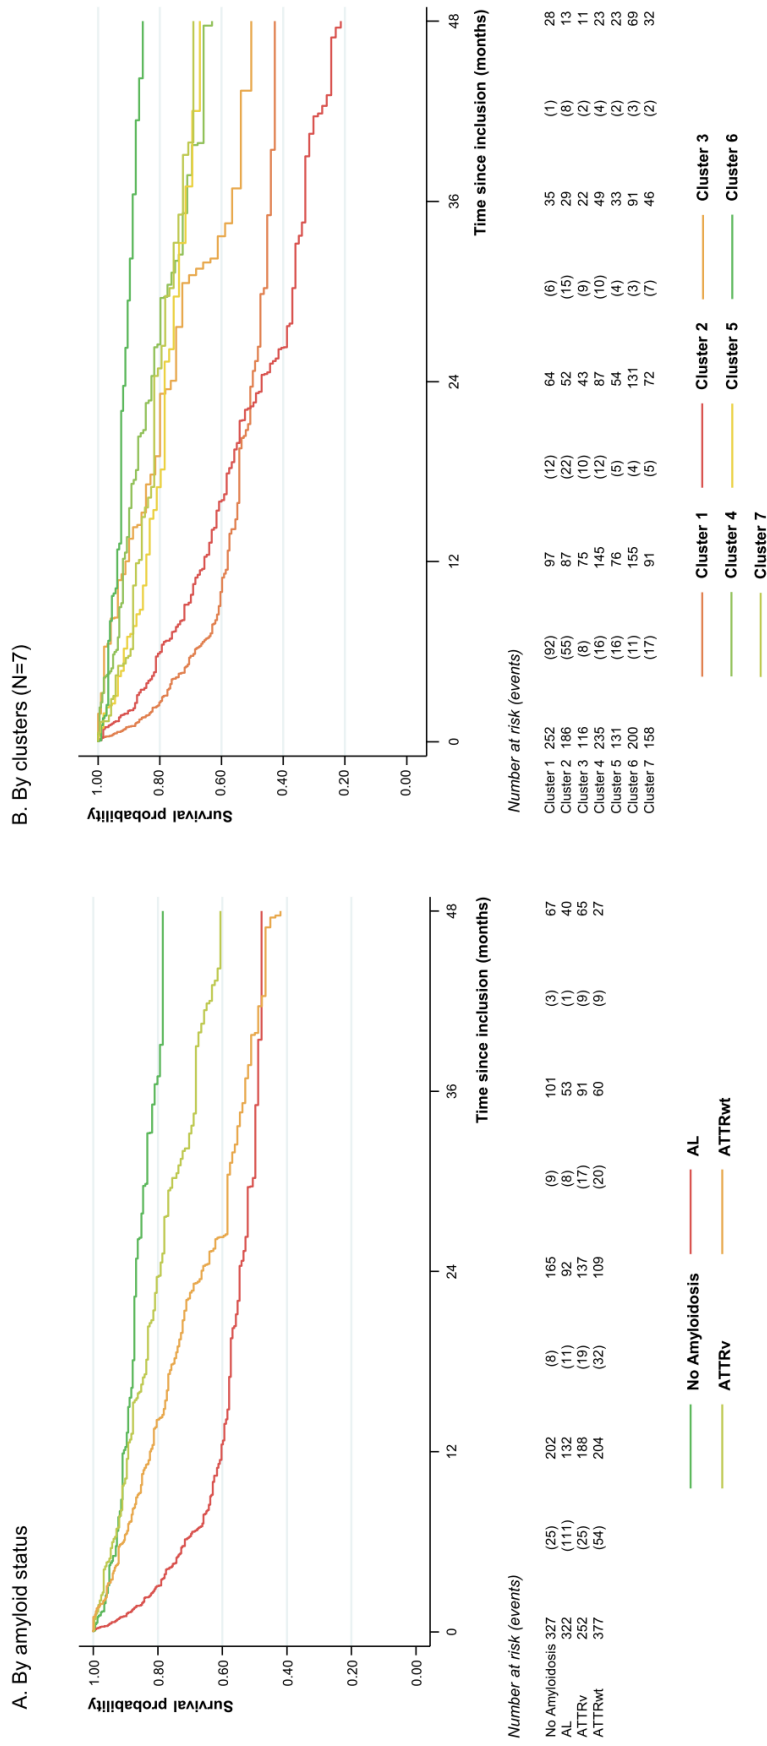 A. By amyloid status
Survival probability
1.00
0.80
0.60
0.40
0.20
0.00
0 12 24 36 48
Time since inclusion (months)
Number at risk (events)
No Amyloidosis 327 (25) 202 (8) 165 (9) 101 (3) 67
AL 322 (111) 132 (11) 92 (8) 53 (1) 40
ATTRv 252 (25) 188 (19) 137 (17) 91 (9) 65
ATTRwt 377 (54) 204 (32) 109 (20) 60 (9) 27
No Amyloidosis AL
ATTRv ATTRwt
B. By clusters (N=7)
Survival probability
1.00
0.80
0.60
0.40
0.20
0.00
0 12 24 36 48
Time since inclusion (months)
Number at risk (events)
Cluster 1 252 (92) 97 (12) 64 (6) 35 (1) 28
Cluster 2 186 (55) 87 (22) 52 (15) 29 (8) 13
Cluster 3 116 (8) 75 (10) 43 (9) 22 (2) 11
Cluster 4 235 (16) 145 (12) 87 (10) 49 (4) 23
Cluster 5 131 (16) 76 (5) 54 (4) 33 (2) 23
Cluster 6 200 (11) 155 (4) 131 (3) 91 (3) 69
Cluster 7 158 (17) 91 (5) 72 (7) 46 (2) 32
Cluster 1 Cluster 2 Cluster 3
Cluster 4 Cluster 5 Cluster 6
Cluster 7